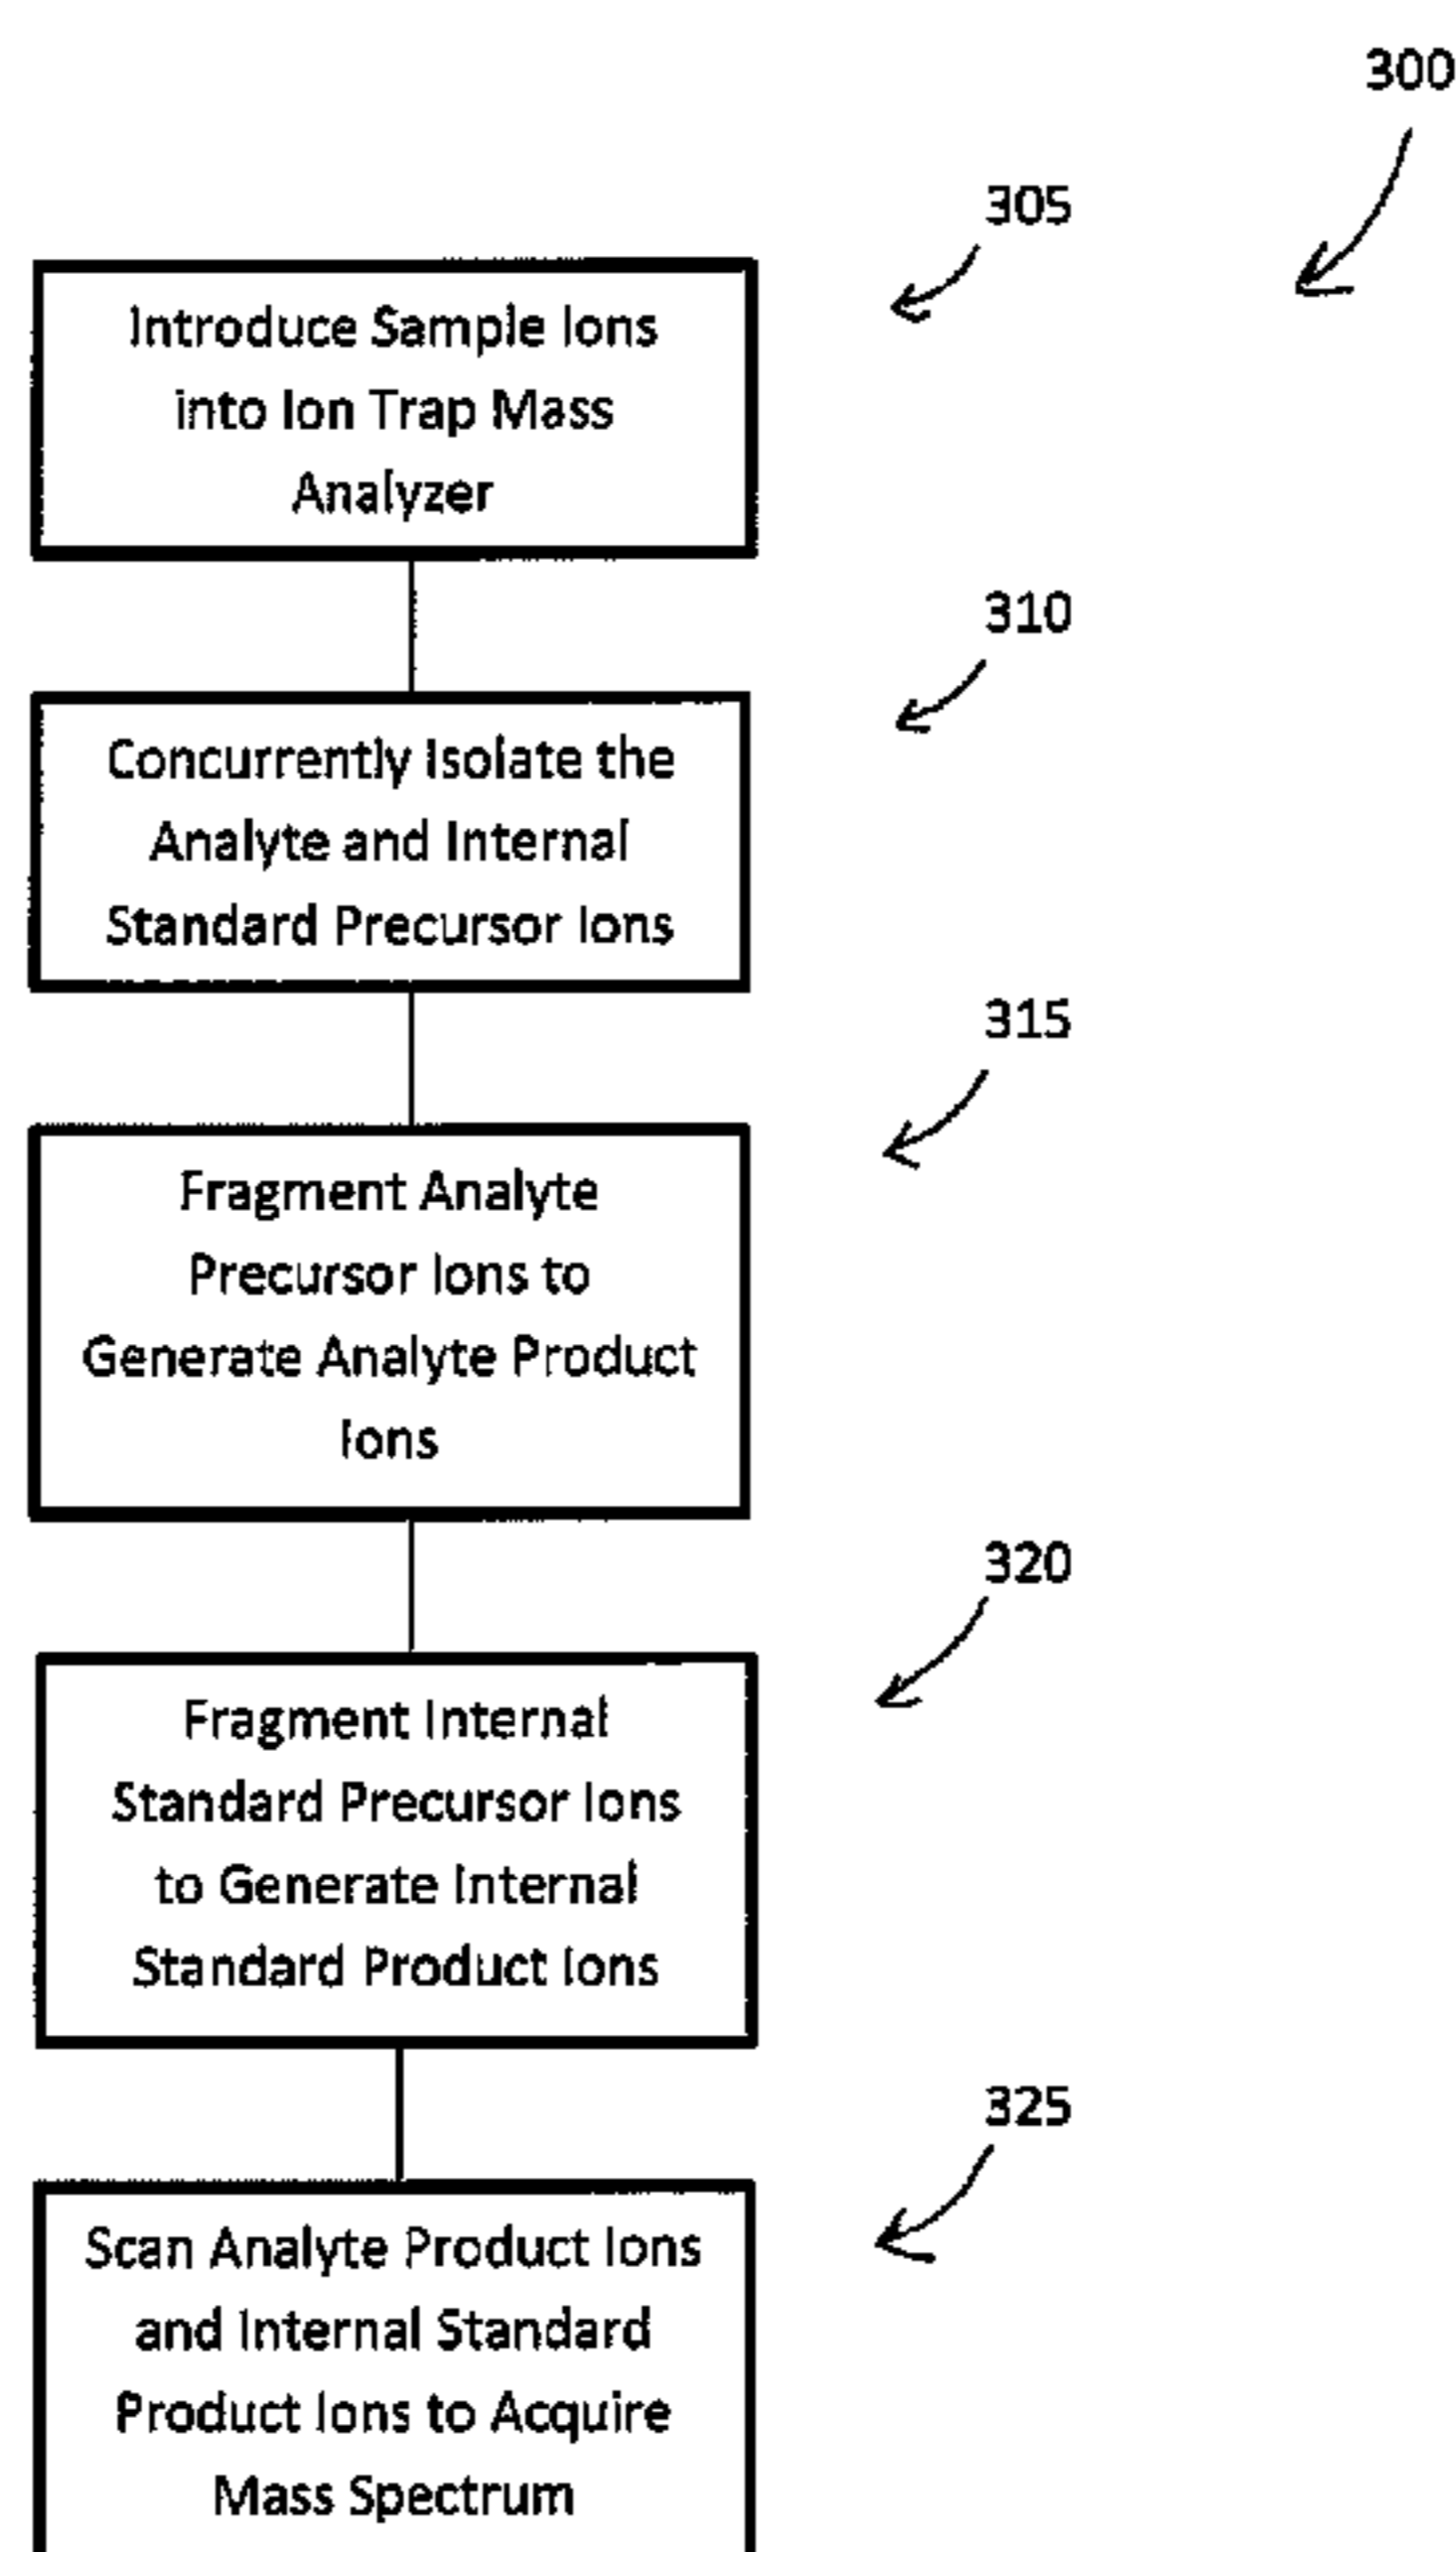 300
305
Introduce Sample Ions
into Ion Trap Mass
Analyzer
310
Concurrently Isolate the
Analyte and Internal
Standard Precursor Ions
315
Fragment Analyte
Precursor Ions to
Generate Analyte Product
Ions
320
Fragment Internal
Standard Precursor Ions
to Generate Internal
Standard Product Ions
325
Scan Analyte Product Ions
and Internal Standard
Product Ions to Acquire
Mass Spectrum